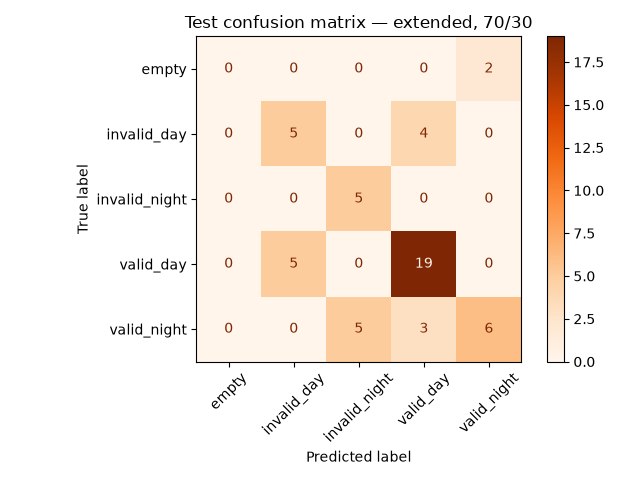 Test confusion matrix — extended, 70/30
True label
empty 0 0 0 0 2
invalid_day 0 5 0 4 0
invalid_night 0 0 5 0 0
valid_day 0 5 0 19 0
valid_night 0 0 5 3 6
empty invalid_day invalid_night valid_day valid_night
Predicted label
17.5
15.0
12.5
10.0
7.5
5.0
2.5
0.0